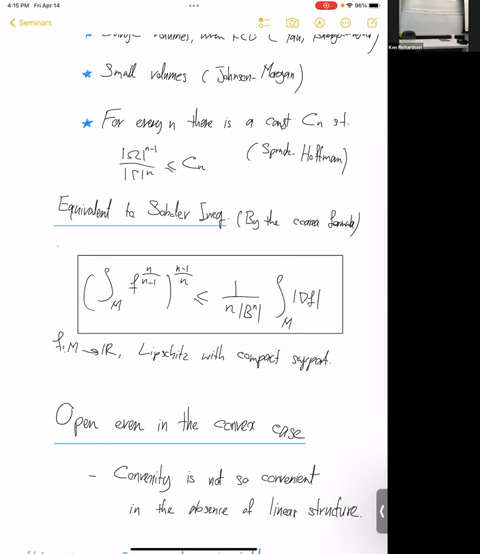 4:15 PM Fri Apr 14
96%
Seminars
volumes,
★ Small volumes (Johnson-Morgan)
★ For every n there is a const Cn s.t.
|Ω|^{n-1} / |Γ|^n ≤ Cn (Spruck-Hoffman)
Equivalent to Sobolev Ineq. (By the coarea formula)
( ∫_M f^{n/(n-1)} )^{(n-1)/n} ≤ 1 / n|B^n| ∫_M |∇f|
f: M → ℝ, Lipschitz with compact support.
Open even in the convex case
- Convexity is not so convenient
in the absence of linear structure.
Ken Richardson